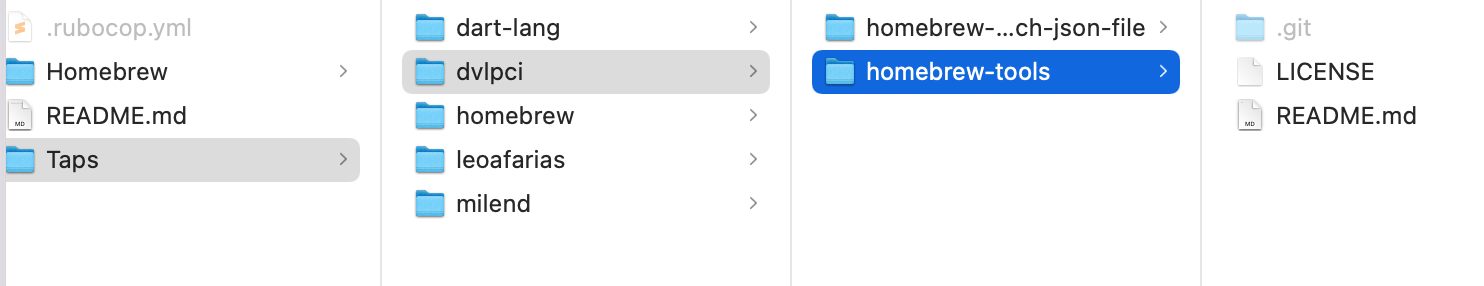 .rubocop.yml
Homebrew
README.md
Taps
dart-lang
dvlpci
homebrew
leoafarias
milend
homebrew-...ch-json-file
homebrew-tools
.git
LICENSE
README.md
MD
MD